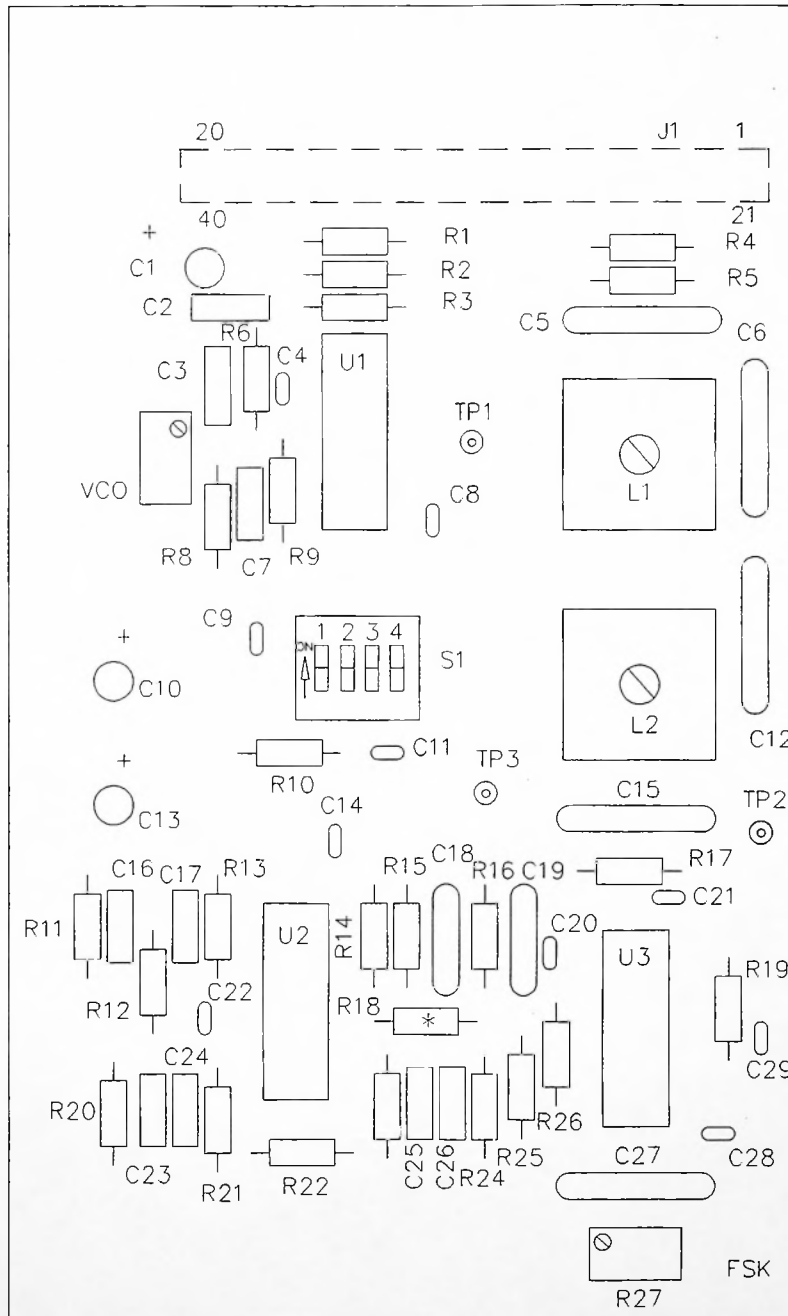 20 J1 1
40 21
+
C1
C2
R1
R2
R3
R4
R5
C5
C6
R6
C3
C4
U1
TP1
L1
VCO
C8
R8
C7
R9
C9
1 2 3 4
ON
S1
+
C10
L2
C12
R10
C11
TP3
C15
TP2
+
C13
C14
R17
C21
C16
C17
R13
R15
C18
R16
C19
R11
U2
R14
C20
U3
R12
C22
R18
*
R19
C29
C24
R20
R26
C23
R21
R22
C25
C26
R24
R25
C27
C28
FSK
R27